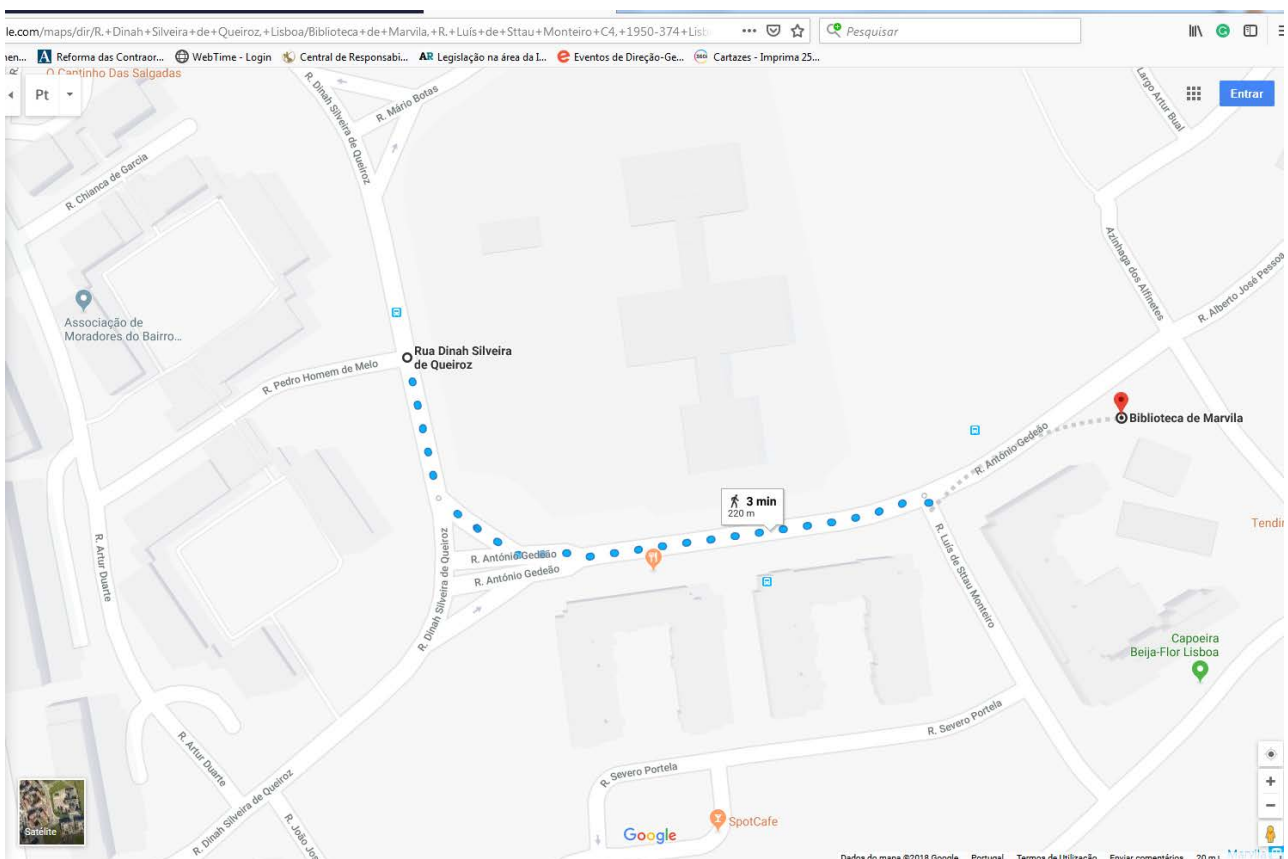 le.com/maps/dir/R.+Dinah+Silveira+de+Queiroz,+Lisboa/Biblioteca+de+Marvila,+R.+Luís+de+Sttau+Monteiro+C4,+1950-374+Lisb
Pesquisar
Reforma das Contraor...
WebTime - Login
Central de Responsabi...
AR Legislação na área da I...
Eventos de Direção-Ge...
Cartazes - Imprima 25...
O Cantinho Das Salgadas
Pt
Entrar
R. Dinah Silveira de Queiroz
R. Mário Botas
Largo Artur Bual
R. Chianca de Garcia
Azinhaga dos Alfinetes
R. Alberto José Pessoa
Associação de
Moradores do Bairro...
Rua Dinah Silveira
de Queiroz
R. Pedro Homem de Melo
Biblioteca de Marvila
R. António Gedeão
3 min
220 m
Tendin
R. Artur Duarte
R. António Gedeão
R. António Gedeão
R. Dinah Silveira de Queiroz
R. Luís de Sttau Monteiro
Capoeira
Beija-Flor Lisboa
R. Severo Portela
R. Severo Portela
R. Artur Duarte
R. Dinah Silveira de Queiroz
Satélite
Google
SpotCafe
Dados do mapa ©2018 Google Portugal Termos de Utilização Enviar comentários 20 m
Marvila